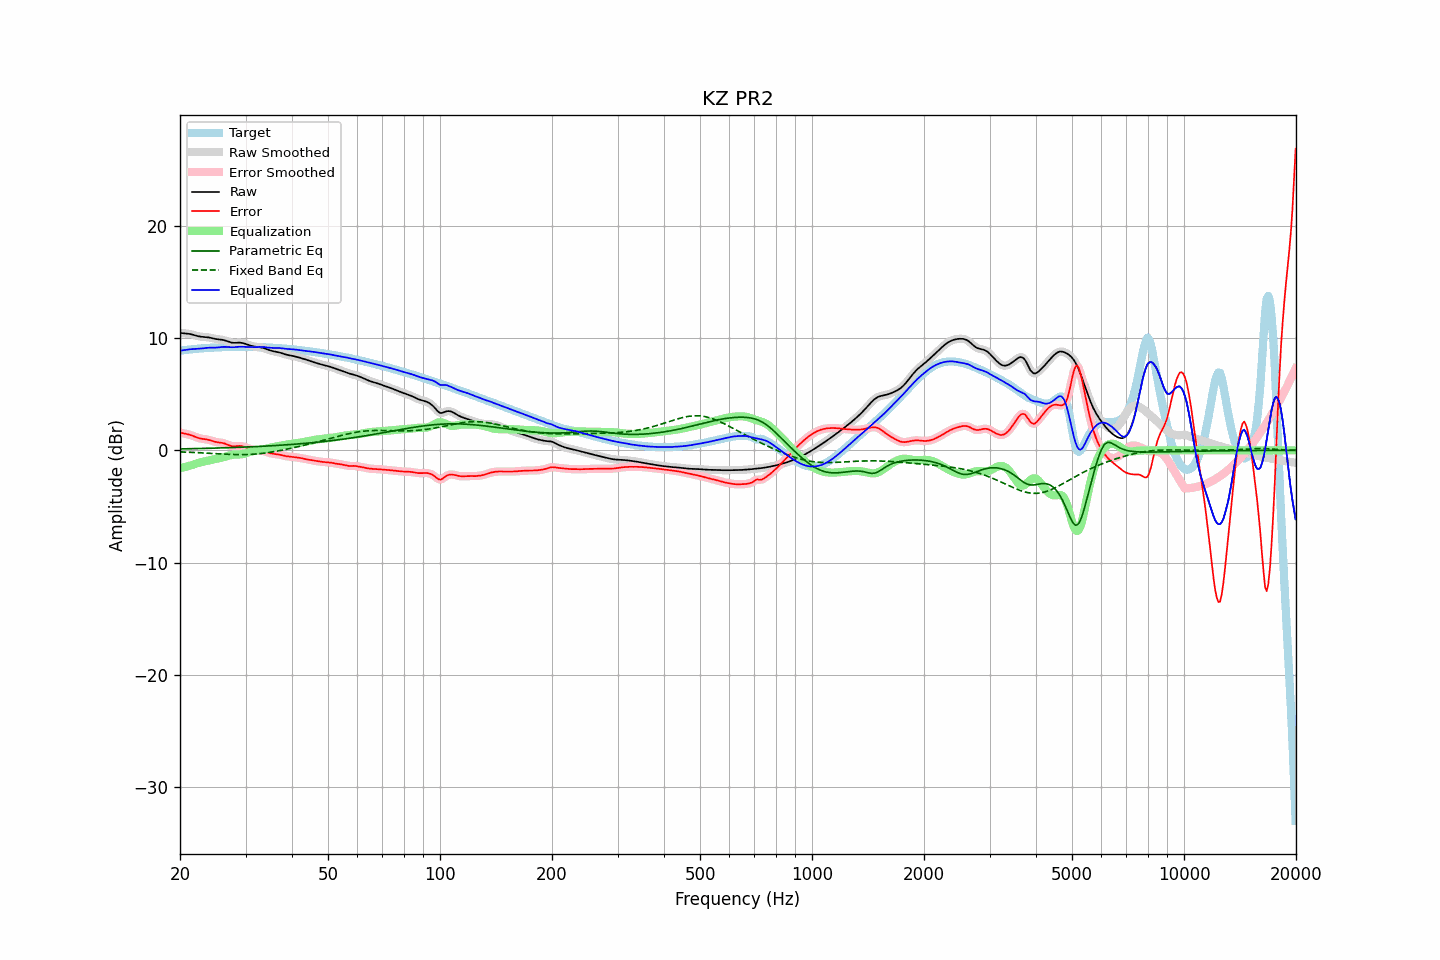 KZ PR2
Target
Raw Smoothed
Error Smoothed
Raw
Error
Equalization
Parametric Eq
Fixed Band Eq
Equalized
Amplitude (dBr)
20
10
0
−10
−20
−30
20 50 100 200 500 1000 2000 5000 10000 20000
Frequency (Hz)